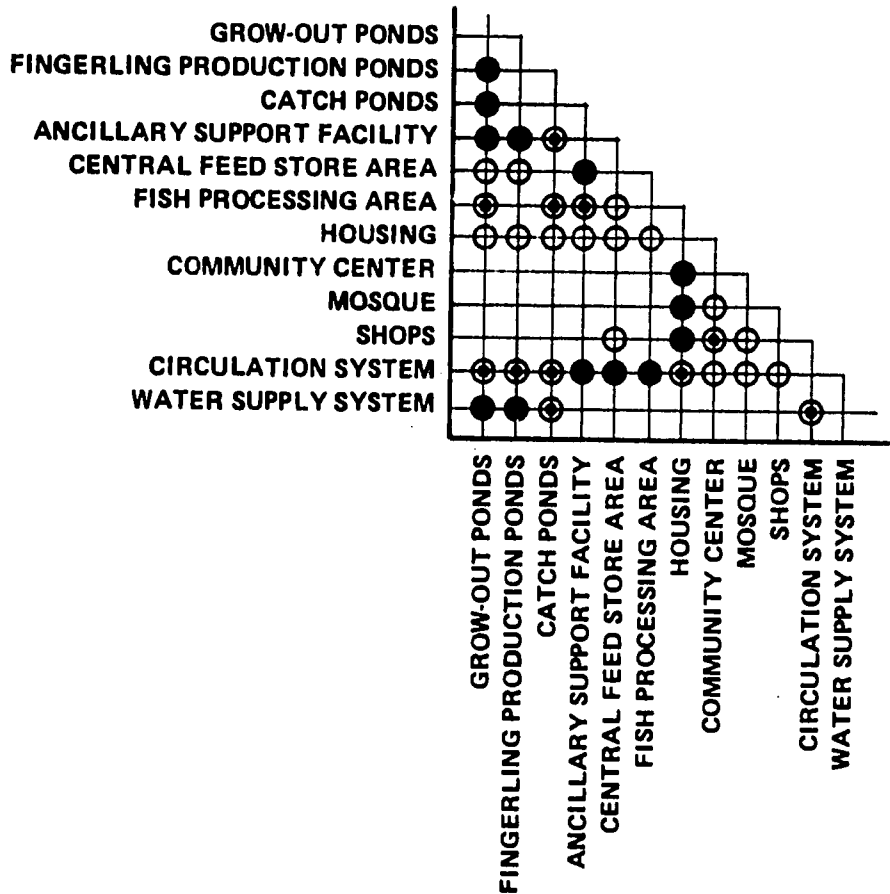 GROW-OUT PONDS
FINGERLING PRODUCTION PONDS
CATCH PONDS
ANCILLARY SUPPORT FACILITY
CENTRAL FEED STORE AREA
FISH PROCESSING AREA
HOUSING
COMMUNITY CENTER
MOSQUE
SHOPS
CIRCULATION SYSTEM
WATER SUPPLY SYSTEM
GROW-OUT PONDS
FINGERLING PRODUCTION PONDS
CATCH PONDS
ANCILLARY SUPPORT FACILITY
CENTRAL FEED STORE AREA
FISH PROCESSING AREA
HOUSING
COMMUNITY CENTER
MOSQUE
SHOPS
CIRCULATION SYSTEM
WATER SUPPLY SYSTEM